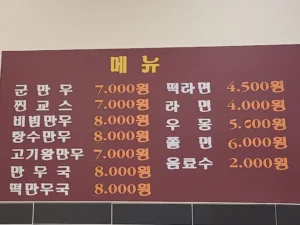 메 뉴
군 만 두 7.000원
찐 교 스 7.000원
비빔만두 8.000원
탕수만두 8.000원
고기왕만두 7.000원
만 두 국 8.000원
떡만두국 8.000원
떡라면 4.500원
라 면 4.000원
우 동 5.000원
쫄 면 6.000원
음료수 2.000원